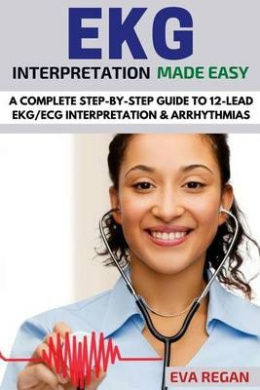 EKG
INTERPRETATION MADE EASY
A COMPLETE STEP-BY-STEP GUIDE TO 12-LEAD
EKG/ECG INTERPRETATION & ARRHYTHMIAS
EVA REGAN